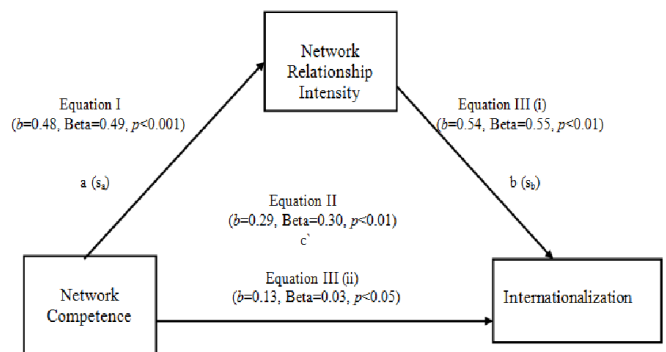 Network
Relationship
Intensity
Equation I
(b=0.48, Beta=0.49, p<0.001)
Equation III (i)
(b=0.54, Beta=0.55, p<0.01)
a (sa)
b (sb)
Equation II
(b=0.29, Beta=0.30, p<0.01)
c`
Equation III (ii)
(b=0.13, Beta=0.03, p<0.05)
Network
Competence
Internationalization